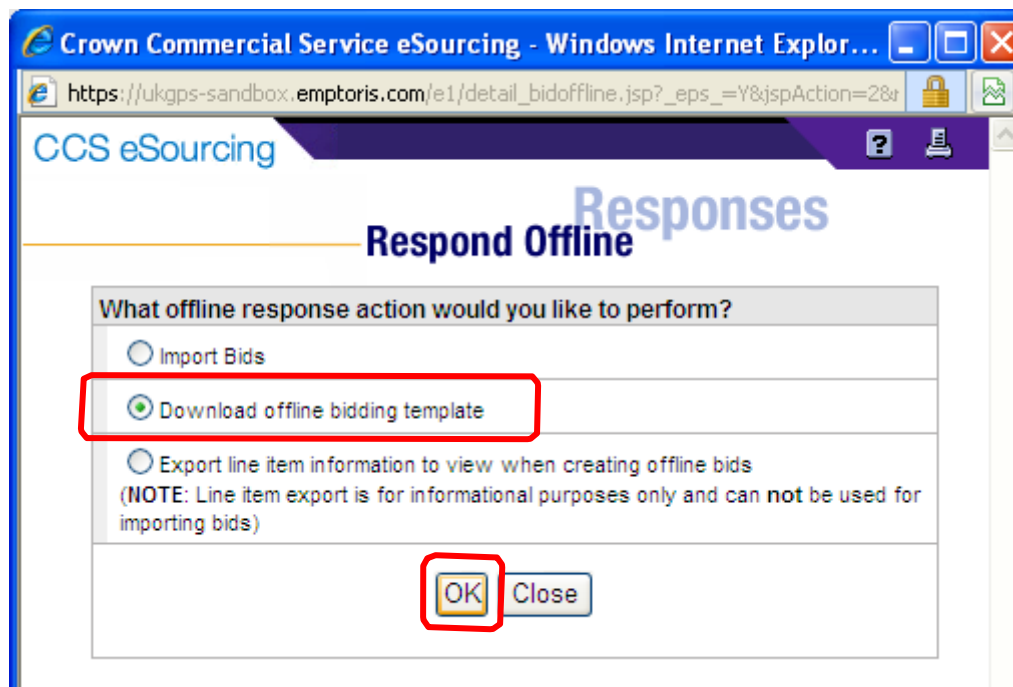 Crown Commercial Service eSourcing - Windows Internet Explor...
https://ukgps-sandbox.emptoris.com/e1/detail_bidoffline.jsp?_eps_=Y&jspAction=2&r
CCS eSourcing
?
Responses
Respond Offline
What offline response action would you like to perform?
Import Bids
Download offline bidding template
Export line item information to view when creating offline bids
(NOTE: Line item export is for informational purposes only and can not be used for
importing bids)
OK Close